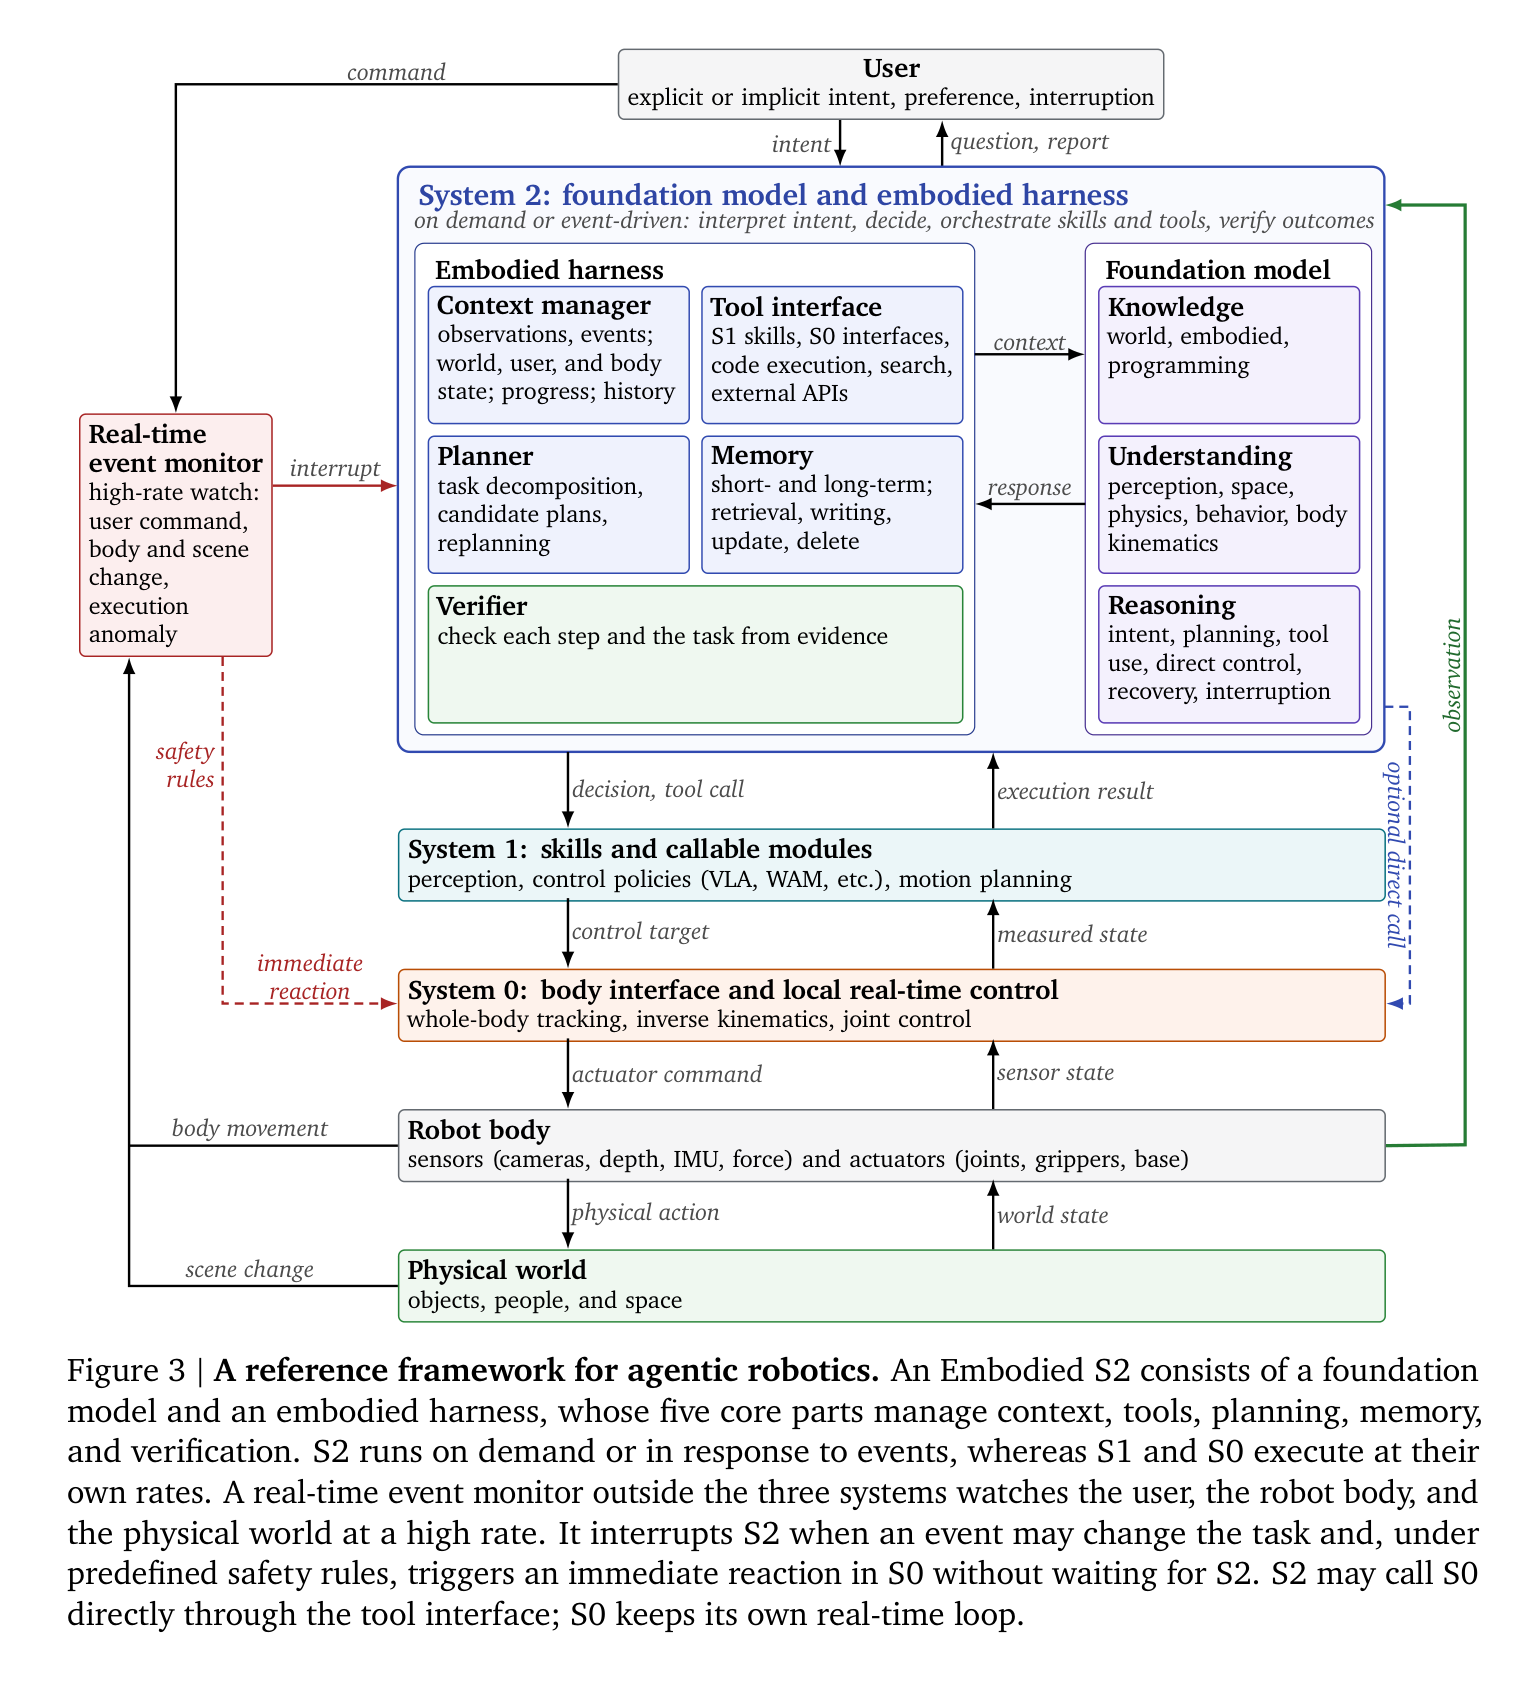 User
explicit or implicit intent, preference, interruption
command
intent
question, report
System 2: foundation model and embodied harness
on demand or event-driven: interpret intent, decide, orchestrate skills and tools, verify outcomes
Embodied harness
Context manager
observations, events;
world, user, and body
state; progress; history
Tool interface
S1 skills, S0 interfaces,
code execution, search,
external APIs
Planner
task decomposition,
candidate plans,
replanning
Memory
short- and long-term;
retrieval, writing,
update, delete
Verifier
check each step and the task from evidence
context
response
Foundation model
Knowledge
world, embodied,
programming
Understanding
perception, space,
physics, behavior, body
kinematics
Reasoning
intent, planning, tool
use, direct control,
recovery, interruption
Real-time
event monitor
high-rate watch:
user command,
body and scene
change,
execution
anomaly
interrupt
safety
rules
immediate
reaction
observation
optional direct call
decision, tool call
execution result
System 1: skills and callable modules
perception, control policies (VLA, WAM, etc.), motion planning
control target
measured state
System 0: body interface and local real-time control
whole-body tracking, inverse kinematics, joint control
actuator command
sensor state
body movement
Robot body
sensors (cameras, depth, IMU, force) and actuators (joints, grippers, base)
physical action
world state
scene change
Physical world
objects, people, and space
Figure 3 | A reference framework for agentic robotics. An Embodied S2 consists of a foundation
model and an embodied harness, whose five core parts manage context, tools, planning, memory,
and verification. S2 runs on demand or in response to events, whereas S1 and S0 execute at their
own rates. A real-time event monitor outside the three systems watches the user, the robot body, and
the physical world at a high rate. It interrupts S2 when an event may change the task and, under
predefined safety rules, triggers an immediate reaction in S0 without waiting for S2. S2 may call S0
directly through the tool interface; S0 keeps its own real-time loop.